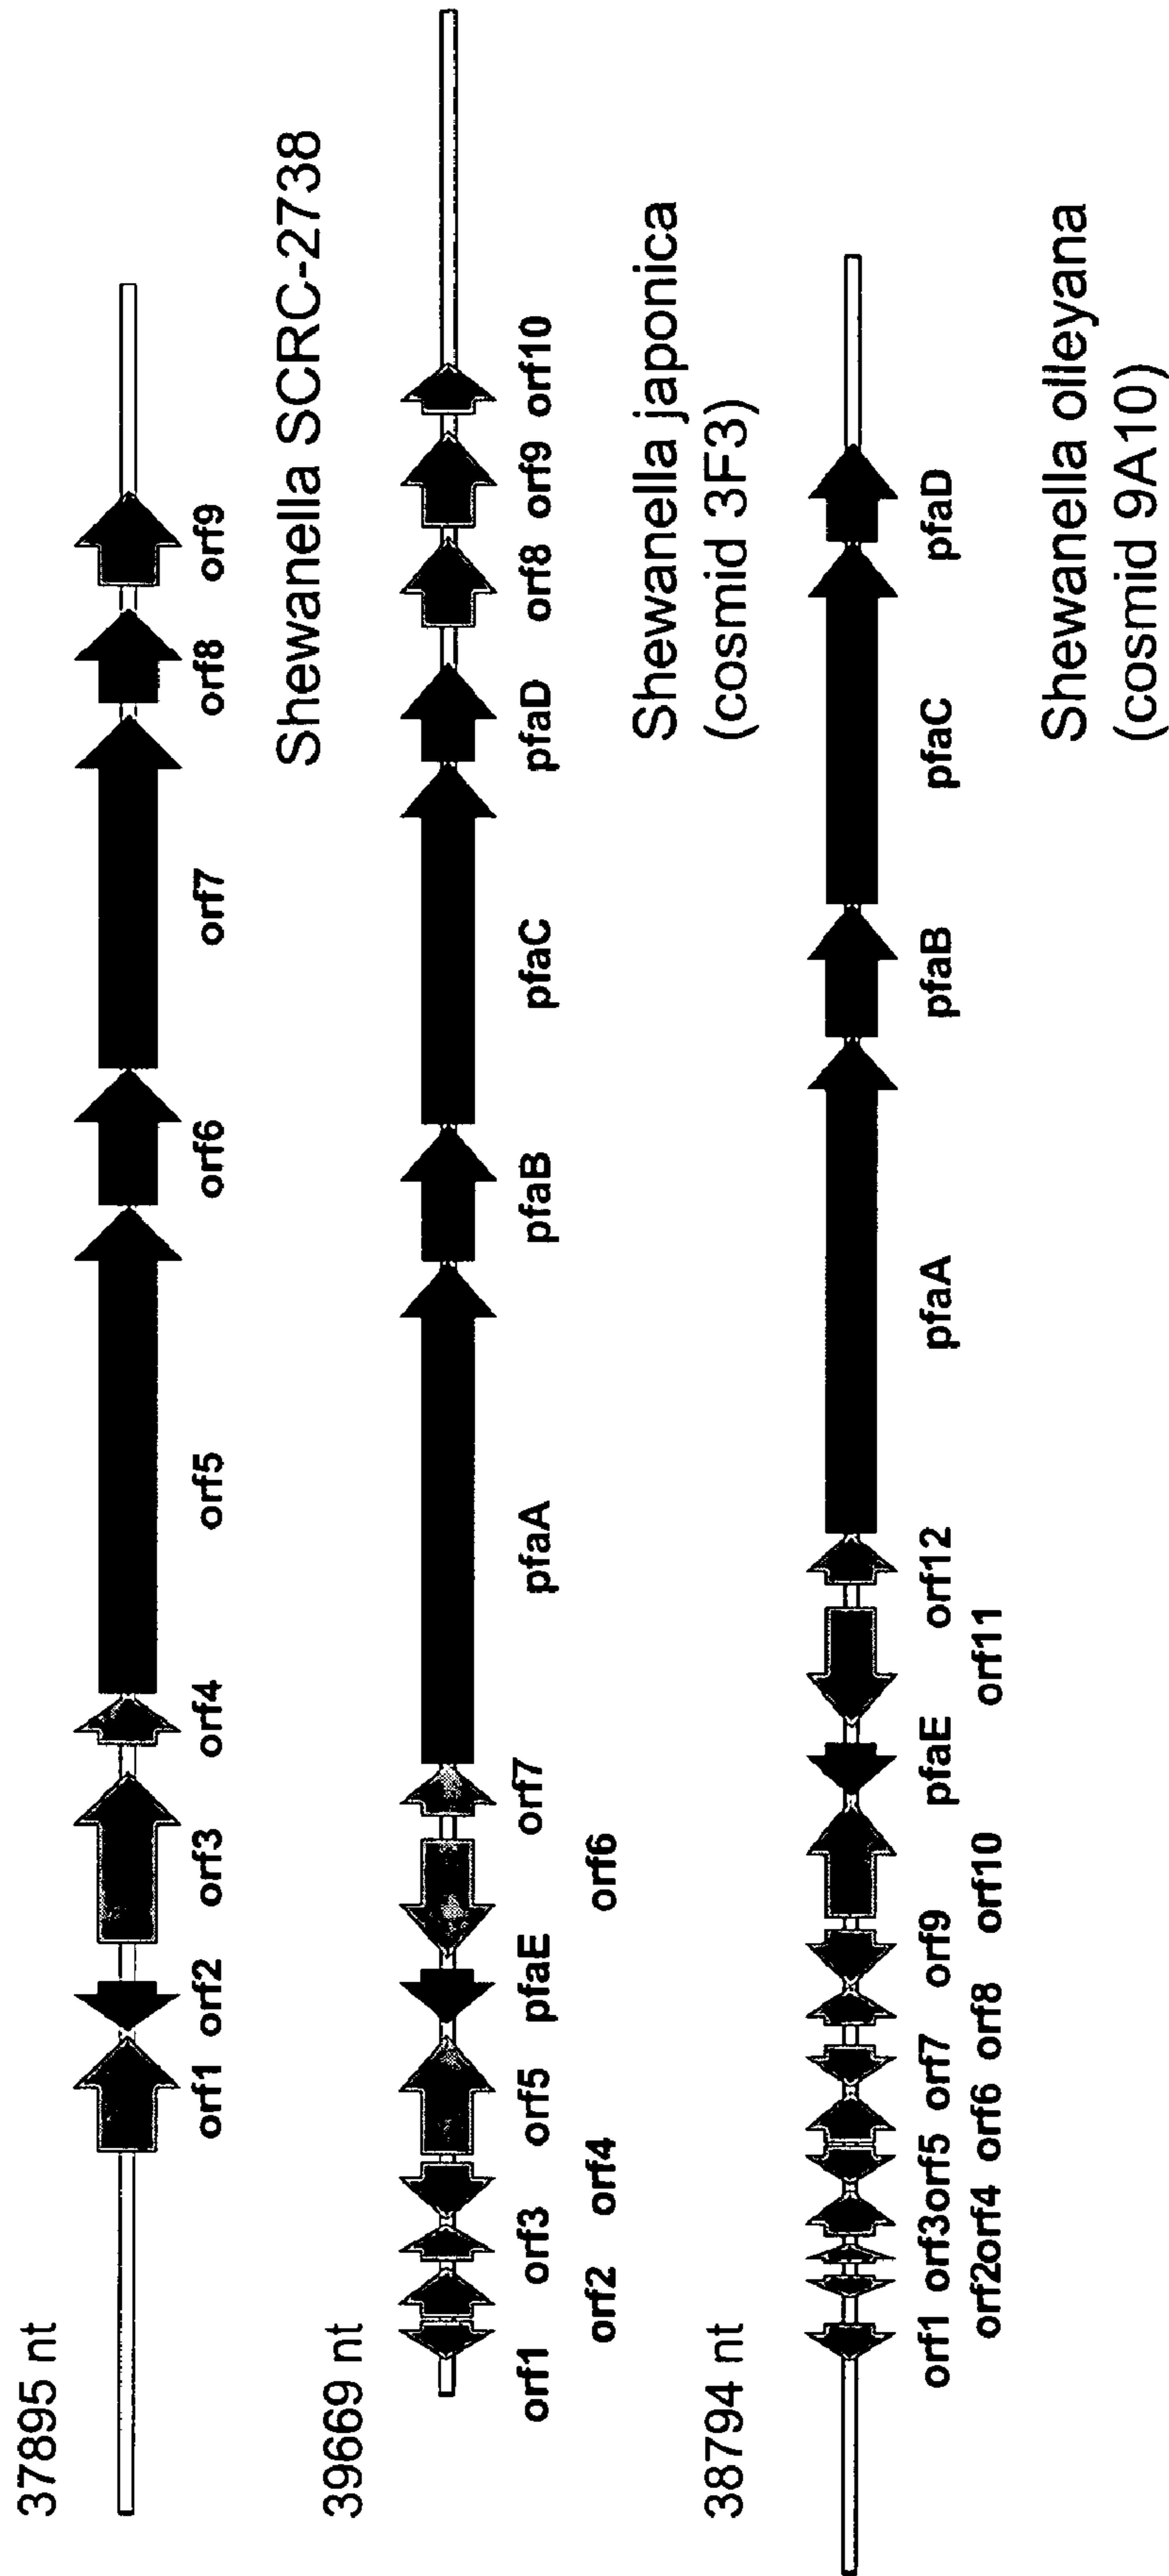 37895 nt
orf1 orf2 orf3 orf4 orf5 orf6 orf7 orf8 orf9
Shewanella SCRC-2738
39669 nt
orf1 orf3 orf5 pfaE orf7 pfaA pfaB pfaC pfaD orf8 orf9 orf10
orf2 orf4 orf6
Shewanella japonica
(cosmid 3F3)
38794 nt
orf1 orf3 orf5 orf7 orf9 pfaE orf12 pfaA pfaB pfaC pfaD
orf2 orf4 orf6 orf8 orf10 orf11
Shewanella olleyana
(cosmid 9A10)